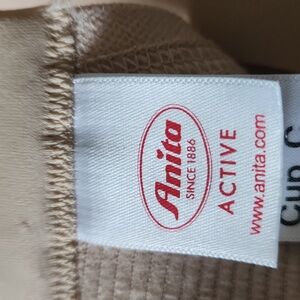 Anita
SINCE 1886
ACTIVE
www.anita.com
Cup C